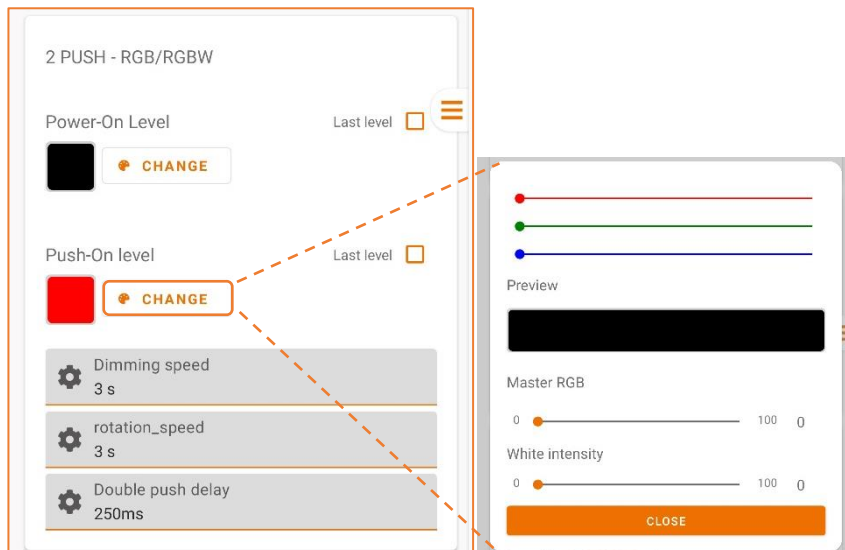 2 PUSH - RGB/RGBW
Power-On Level
Last level
CHANGE
Push-On level
Last level
CHANGE
Dimming speed
3 s
rotation_speed
3 s
Double push delay
250ms
Preview
Master RGB
0 100 0
White intensity
0 100 0
CLOSE